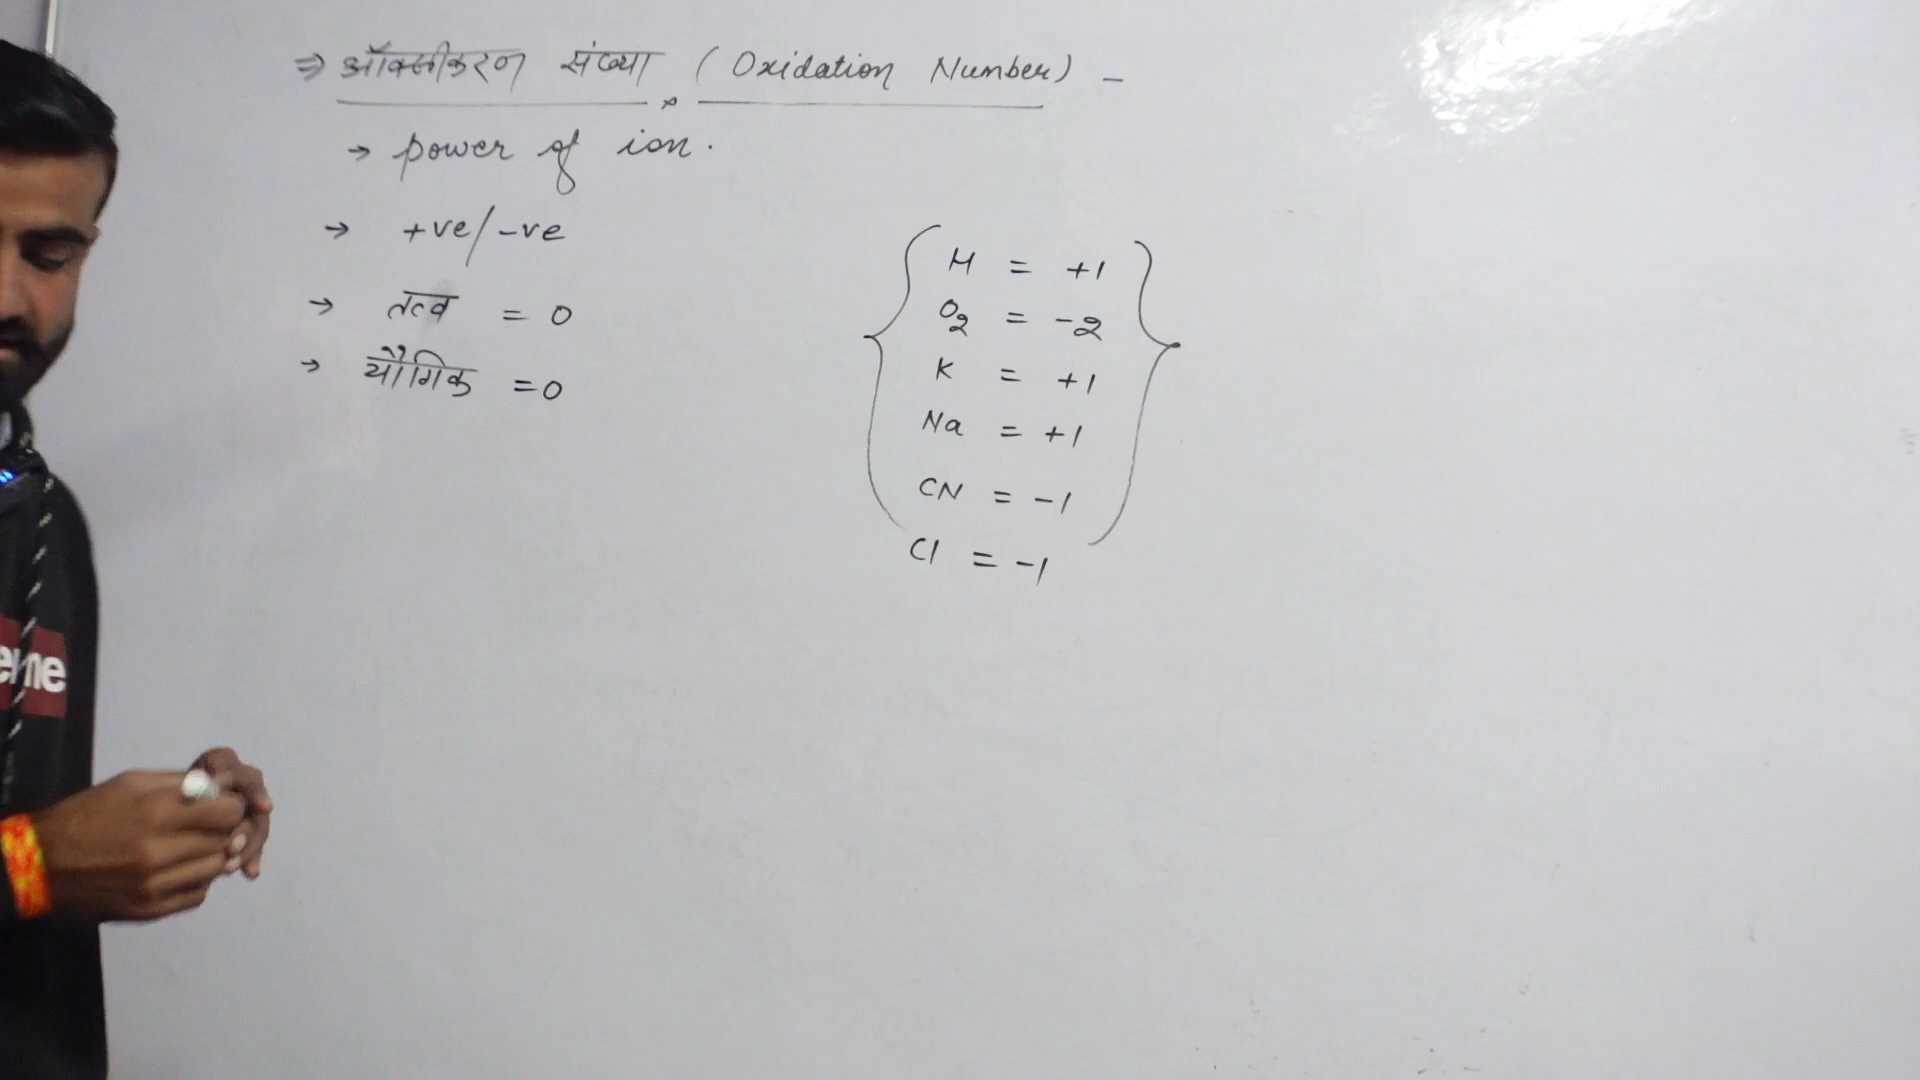 ⇒ ऑक्सीकरण संख्या (Oxidation Number) -
→ power of ion.
→ +ve/-ve
→ तत्व = 0
→ यौगिक = 0
H = +1
O2 = -2
K = +1
Na = +1
CN = -1
Cl = -1